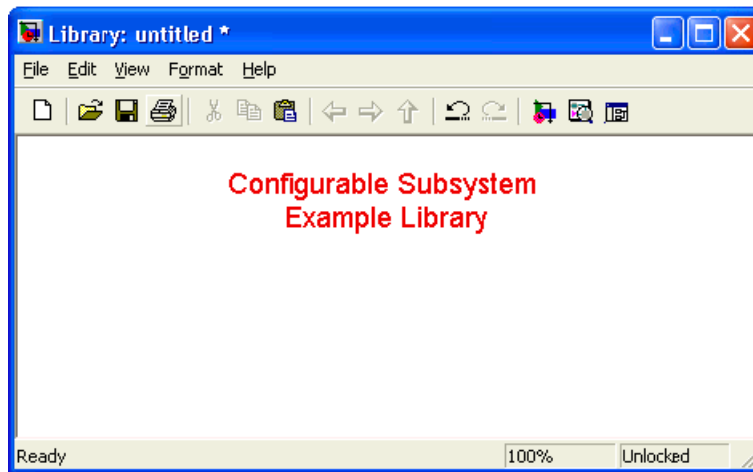 Library: untitled *
File Edit View Format Help
Configurable Subsystem
Example Library
Ready 100% Unlocked